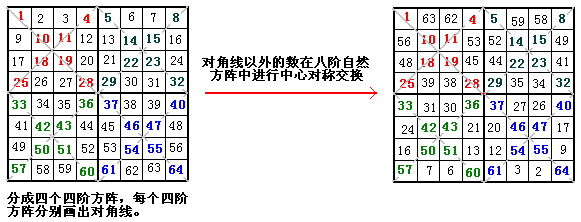 1 2 3 4 5 6 7 8
9 10 11 12 13 14 15 16
17 18 19 20 21 22 23 24
25 26 27 28 29 30 31 32
33 34 35 36 37 38 39 40
41 42 43 44 45 46 47 48
49 50 51 52 53 54 55 56
57 58 59 60 61 62 63 64
分成四个四阶方阵，每个四阶
方阵分别画出对角线。
对角线以外的数在八阶自然
方阵中进行中心对称交换
1 63 62 4 5 59 58 8
56 10 11 53 52 14 15 49
48 18 19 45 44 22 23 41
25 39 38 28 29 35 34 32
33 31 30 36 37 27 26 40
24 42 43 21 20 46 47 17
16 50 51 13 12 54 55 9
57 7 6 60 61 3 2 64